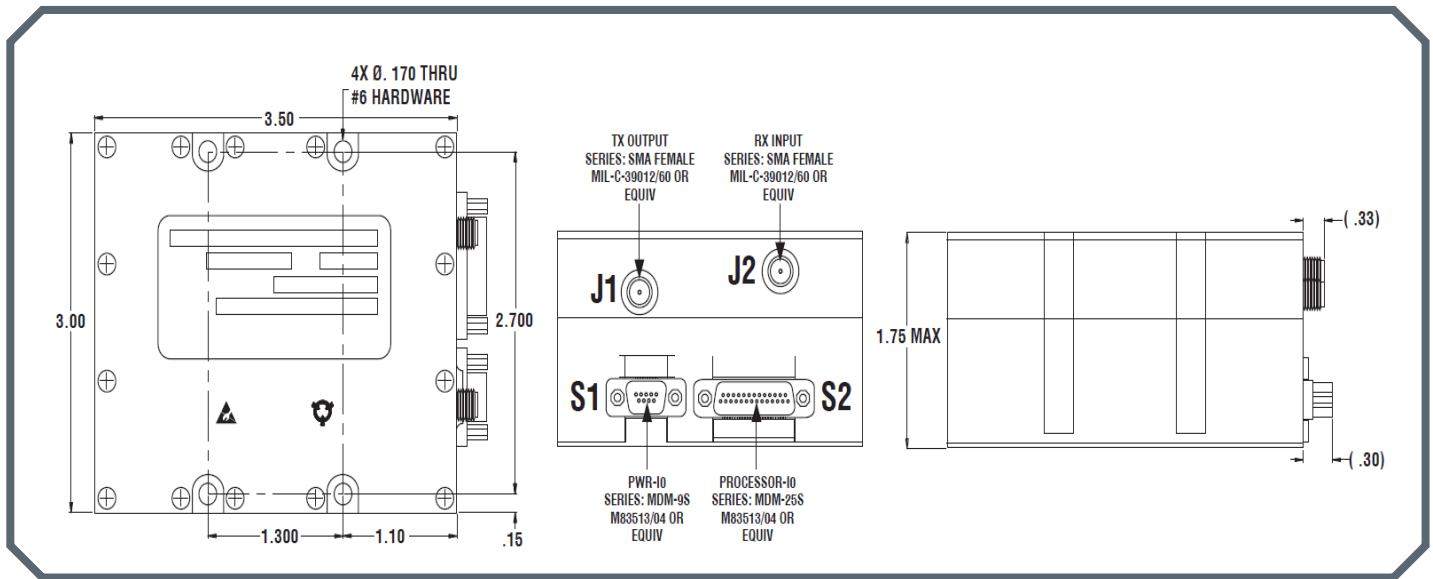 4X Ø. 170 THRU
#6 HARDWARE
3.50
3.00
2.700
1.300
1.10
.15
TX OUTPUT
SERIES: SMA FEMALE
MIL-C-39012/60 OR
EQUIV
RX INPUT
SERIES: SMA FEMALE
MIL-C-39012/60 OR
EQUIV
J1
J2
S1
S2
PWR-I0
SERIES: MDM-9S
M83513/04 OR
EQUIV
PROCESSOR-I0
SERIES: MDM-25S
M83513/04 OR
EQUIV
( .33)
1.75 MAX
( .30)